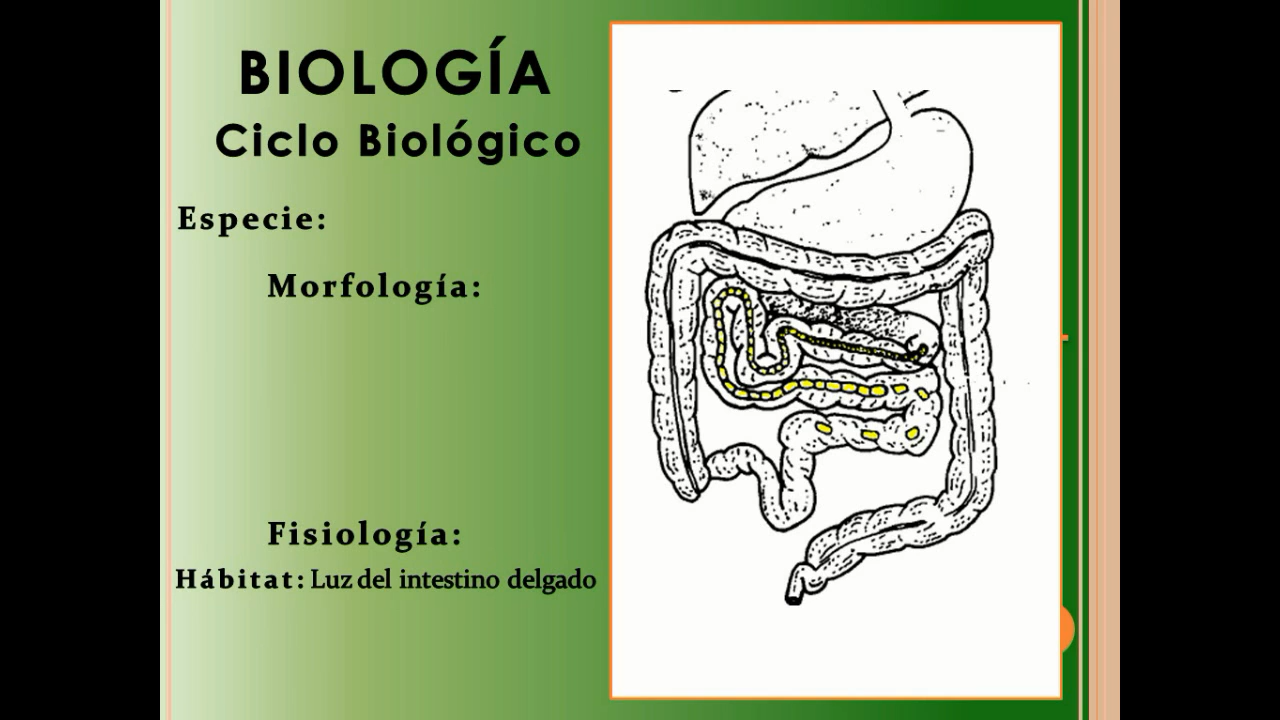 BIOLOGÍA
Ciclo Biológico
Especie:
Morfología:
Fisiología:
Hábitat: Luz del intestino delgado